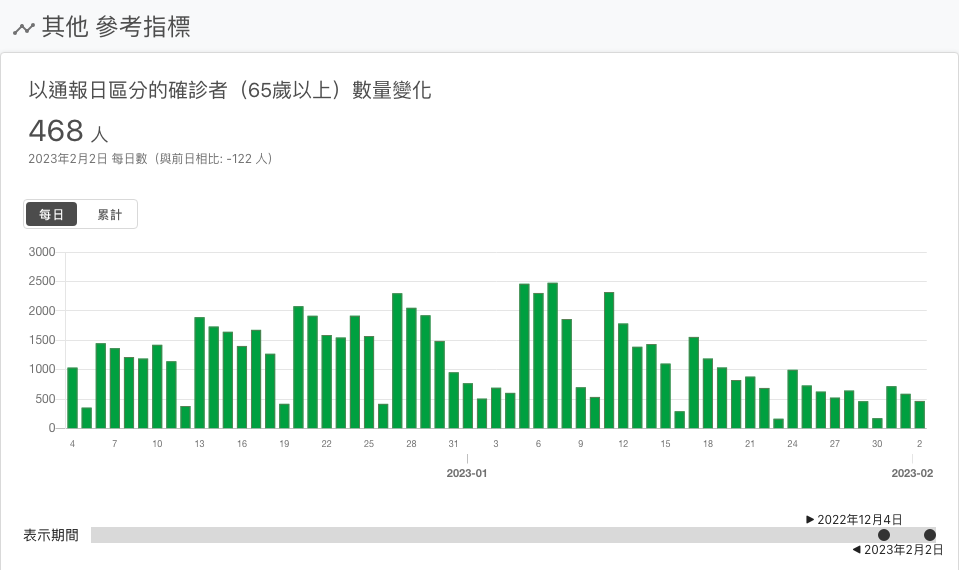 其他 參考指標
以通報日區分的確診者（65歲以上）數量變化
468 人
2023年2月2日 每日數（與前日相比: -122 人）
每日 累計
3000
2500
2000
1500
1000
500
0
4 7 10 13 16 19 22 25 28 31 3 6 9 12 15 18 21 24 27 30 2
2023-01 2023-02
▶ 2022年12月4日
表示期間
◀ 2023年2月2日